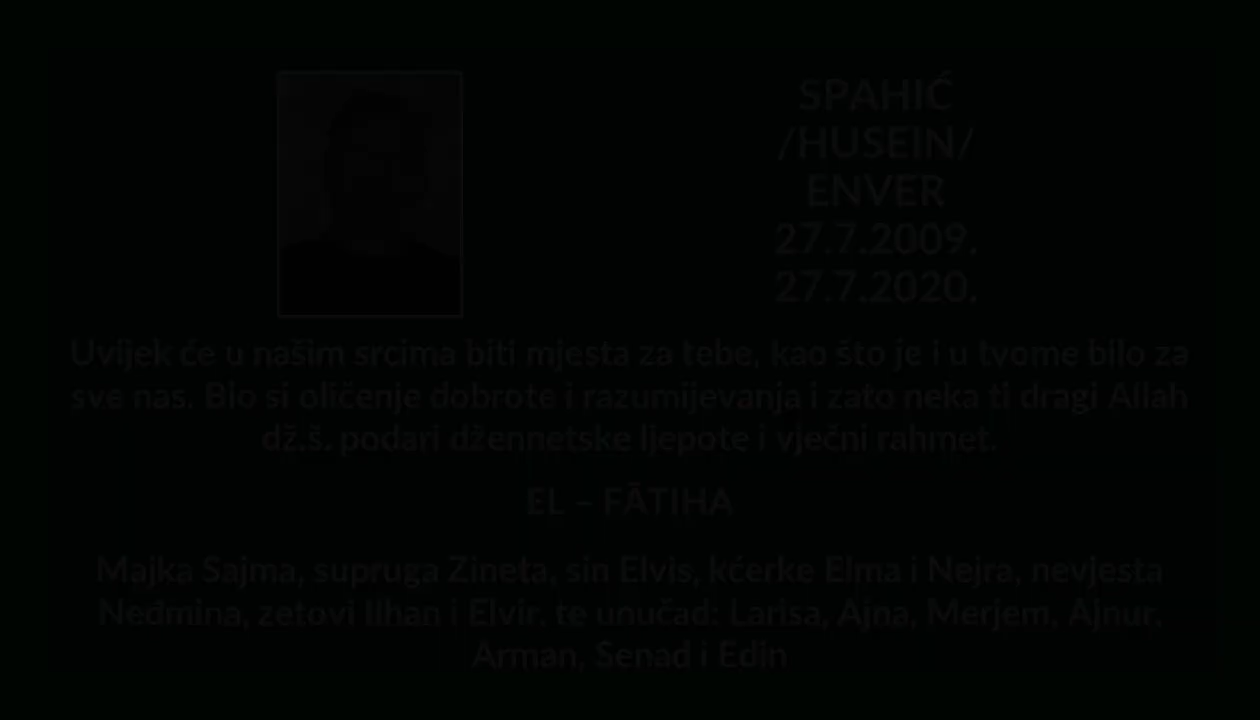 SPAHIĆ
/HUSEIN/
ENVER
27.7.2009.
27.7.2020.
Uvijek će u našim srcima biti mjesta za tebe, kao što je i u tvome bilo za
sve nas. Bio si oličenje dobrote i razumijevanja i zato neka ti dragi Allah
dž.š. podari džennetske ljepote i vječni rahmet.
EL – FĀTIHA
Majka Sajma, supruga Zineta, sin Elvis, kćerke Elma i Nejra, nevjesta
Neđmina, zetovi Ilhan i Elvir, te unučad: Larisa, Ajna, Merjem, Ajnur,
Arman, Senad i Edin